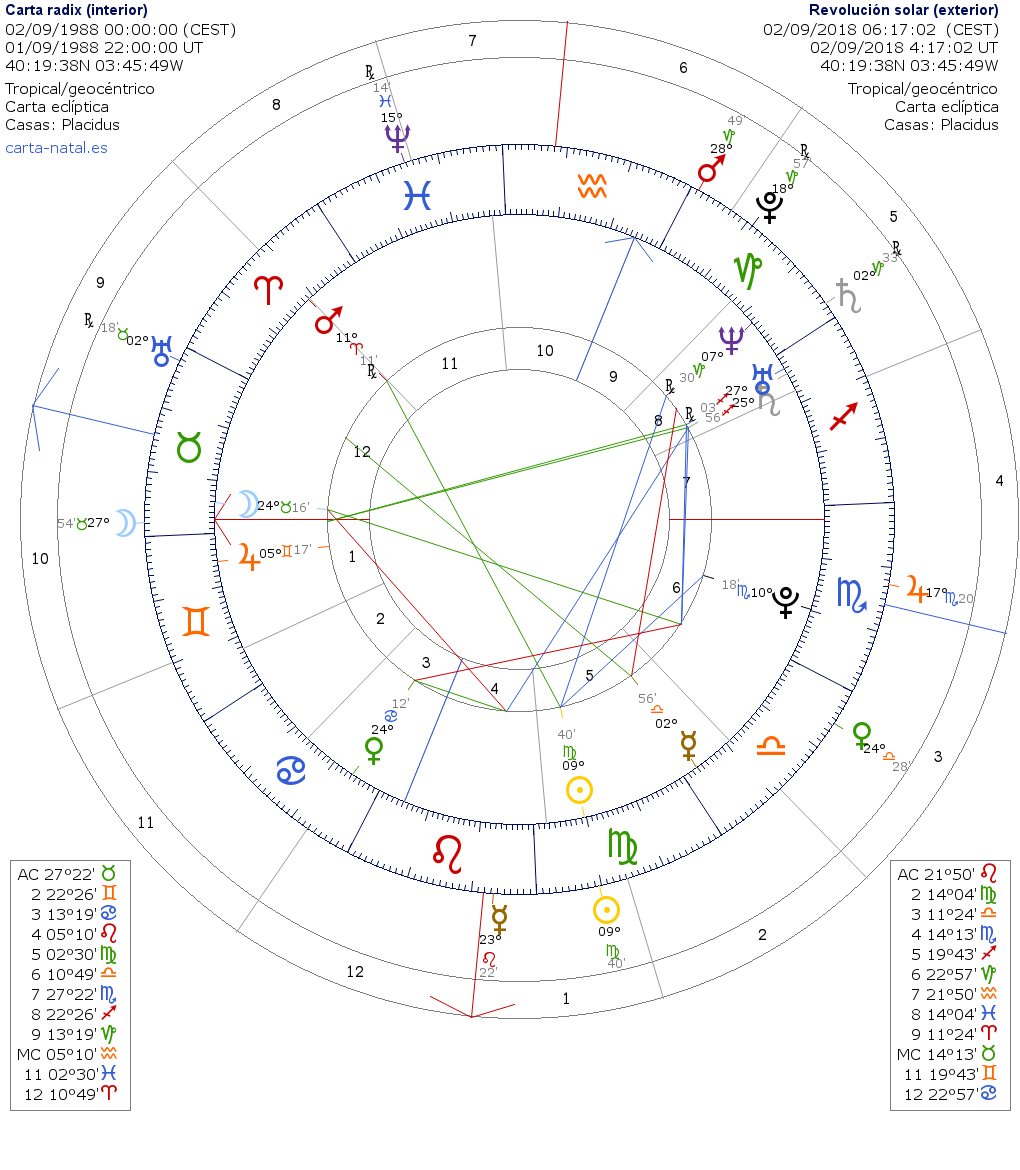 Carta radix (interior)
02/09/1988 00:00:00 (CEST)
01/09/1988 22:00:00 UT
40:19:38N 03:45:49W
Tropical/geocéntrico
Carta eclíptica
Casas: Placidus
carta-natal.es
Revolución solar (exterior)
02/09/2018 06:17:02 (CEST)
02/09/2018 4:17:02 UT
40:19:38N 03:45:49W
Tropical/geocéntrico
Carta eclíptica
Casas: Placidus
7
6
8
5
9
4
10
3
11
2
12
1
14' ♓ 15° ♆ ℞
49' ♑ 28° ♂
57' ♑ 18° ♇ ℞
33' ♑ 02° ♄ ℞
18' ♉ 02° ♅ ℞
54' ♉ 27° ☽
♃ 17° ♏ 20'
♀ 24° ♎ 28'
☿ 23° ♌ 22'
☉ 09° ♍ 40'
♓
♒
♑
♐
♏
♎
♍
♌
♋
♊
♉
♈
♂ 11° ♈ 11' ℞
♆ 07° ♑ 30' ℞
♅ 27° ♐ 03'
♄ 25° ♐ 56' ℞
☽ 24° ♉ 16'
♃ 05° ♊ 17'
18' ♏ 10° ♇
12' ♋ 24° ♀
40' ♍ 09° ☉
56' ♎ 02° ☿
11
10
9
8
12
7
1
6
2
3
4
5
AC 27°22' ♉
2 22°26' ♊
3 13°19' ♋
4 05°10' ♌
5 02°30' ♍
6 10°49' ♎
7 27°22' ♏
8 22°26' ♐
9 13°19' ♑
MC 05°10' ♒
11 02°30' ♓
12 10°49' ♈
AC 21°50' ♌
2 14°04' ♍
3 11°24' ♎
4 14°13' ♏
5 19°43' ♐
6 22°57' ♑
7 21°50' ♒
8 14°04' ♓
9 11°24' ♈
MC 14°13' ♉
11 19°43' ♊
12 22°57' ♋